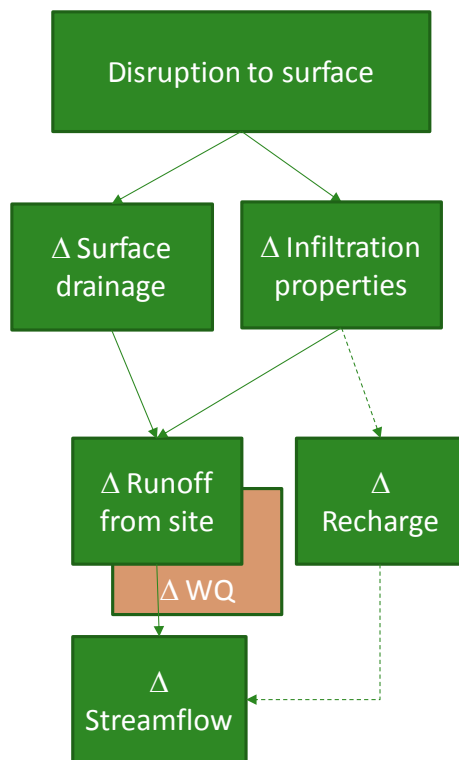 Disruption to surface
Δ Surface
drainage
Δ Infiltration
properties
Δ Runoff
from site
Δ
Recharge
Δ WQ
Δ
Streamflow